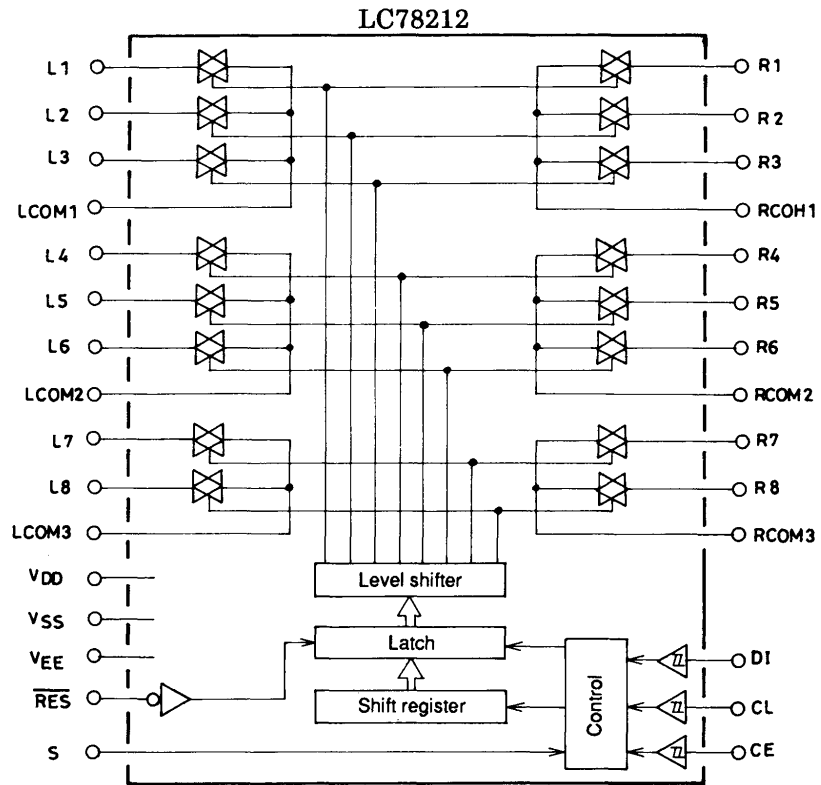 LC78212
L1
R1
L2
R2
L3
R3
LCOM1
RCOH1
L4
R4
L5
R5
L6
R6
LCOM2
RCOM2
L7
R7
L8
R8
LCOM3
RCOM3
VDD
Level shifter
VSS
Latch
VEE
DI
RES
Shift register
Control
CL
S
CE